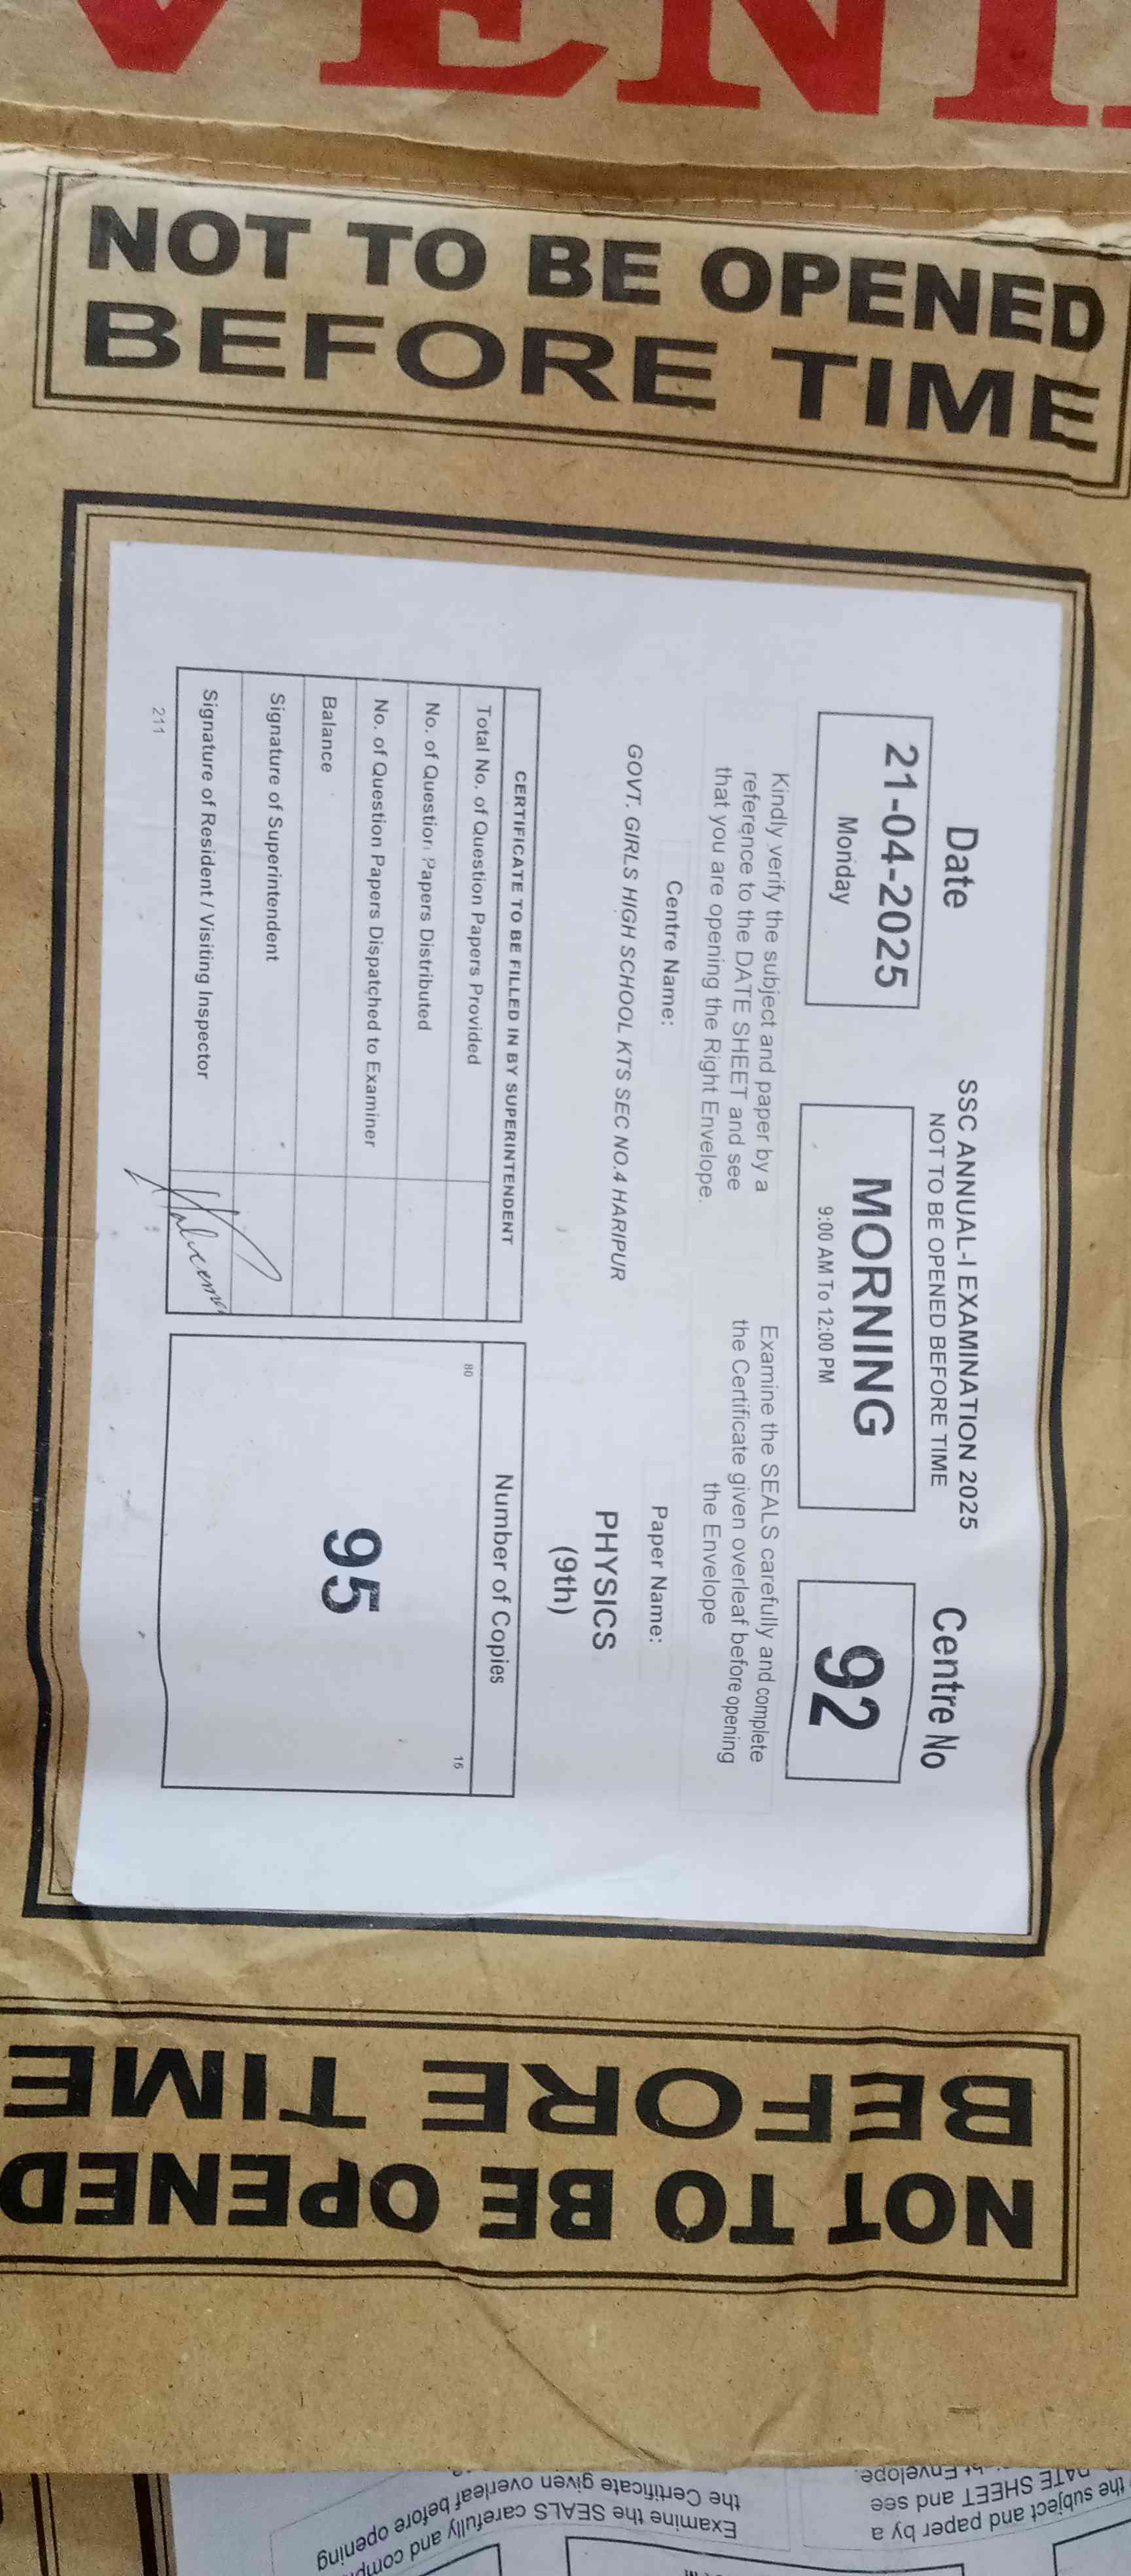 VENI
NOT TO BE OPENED
BEFORE TIME
SSC ANNUAL-I EXAMINATION 2025
NOT TO BE OPENED BEFORE TIME
Date
21-04-2025
Monday
MORNING
9:00 AM To 12:00 PM
Centre No
92
Kindly verify the subject and paper by a
reference to the DATE SHEET and see
that you are opening the Right Envelope.
Examine the SEALS carefully and complete
the Certificate given overleaf before opening
the Envelope
Centre Name:
GOVT. GIRLS HIGH SCHOOL KTS SEC NO.4 HARIPUR
Paper Name:
PHYSICS
(9th)
CERTIFICATE TO BE FILLED IN BY SUPERINTENDENT
Total No. of Question Papers Provided
No. of Question Papers Distributed
No. of Question Papers Dispatched to Examiner
Balance
Signature of Superintendent
Signature of Resident / Visiting Inspector
211
Number of Copies
80
16
95
NOT TO BE OPENED
BEFORE TIME
the subject and paper by a
DATE SHEET and see
Envelope.
Examine the SEALS carefully and comp
the Certificate given overleaf before opening